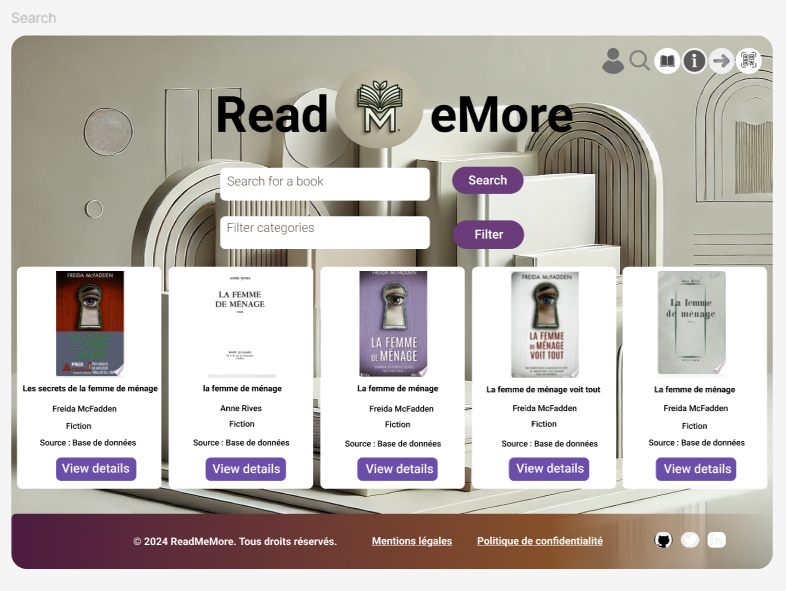 Search
Read M eMore
Search for a book
Search
Filter categories
Filter
FREIDA McFADDEN
Les secrets de la femme de ménage
Freida McFadden
Fiction
Source : Base de données
View details
ANNE RIVES
LA FEMME
DE MÉNAGE
la femme de ménage
Anne Rives
Fiction
Source : Base de données
View details
FREIDA McFADDEN
LA FEMME
DE MÉNAGE
La femme de ménage
Freida McFadden
Fiction
Source : Base de données
View details
FREIDA McFADDEN
LA FEMME
DE MÉNAGE
VOIT TOUT
La femme de ménage voit tout
Freida McFadden
Fiction
Source : Base de données
View details
La femme
de ménage
La femme de ménage
Freida McFadden
Fiction
Source : Base de données
View details
© 2024 ReadMeMore. Tous droits réservés.
Mentions légales
Politique de confidentialité